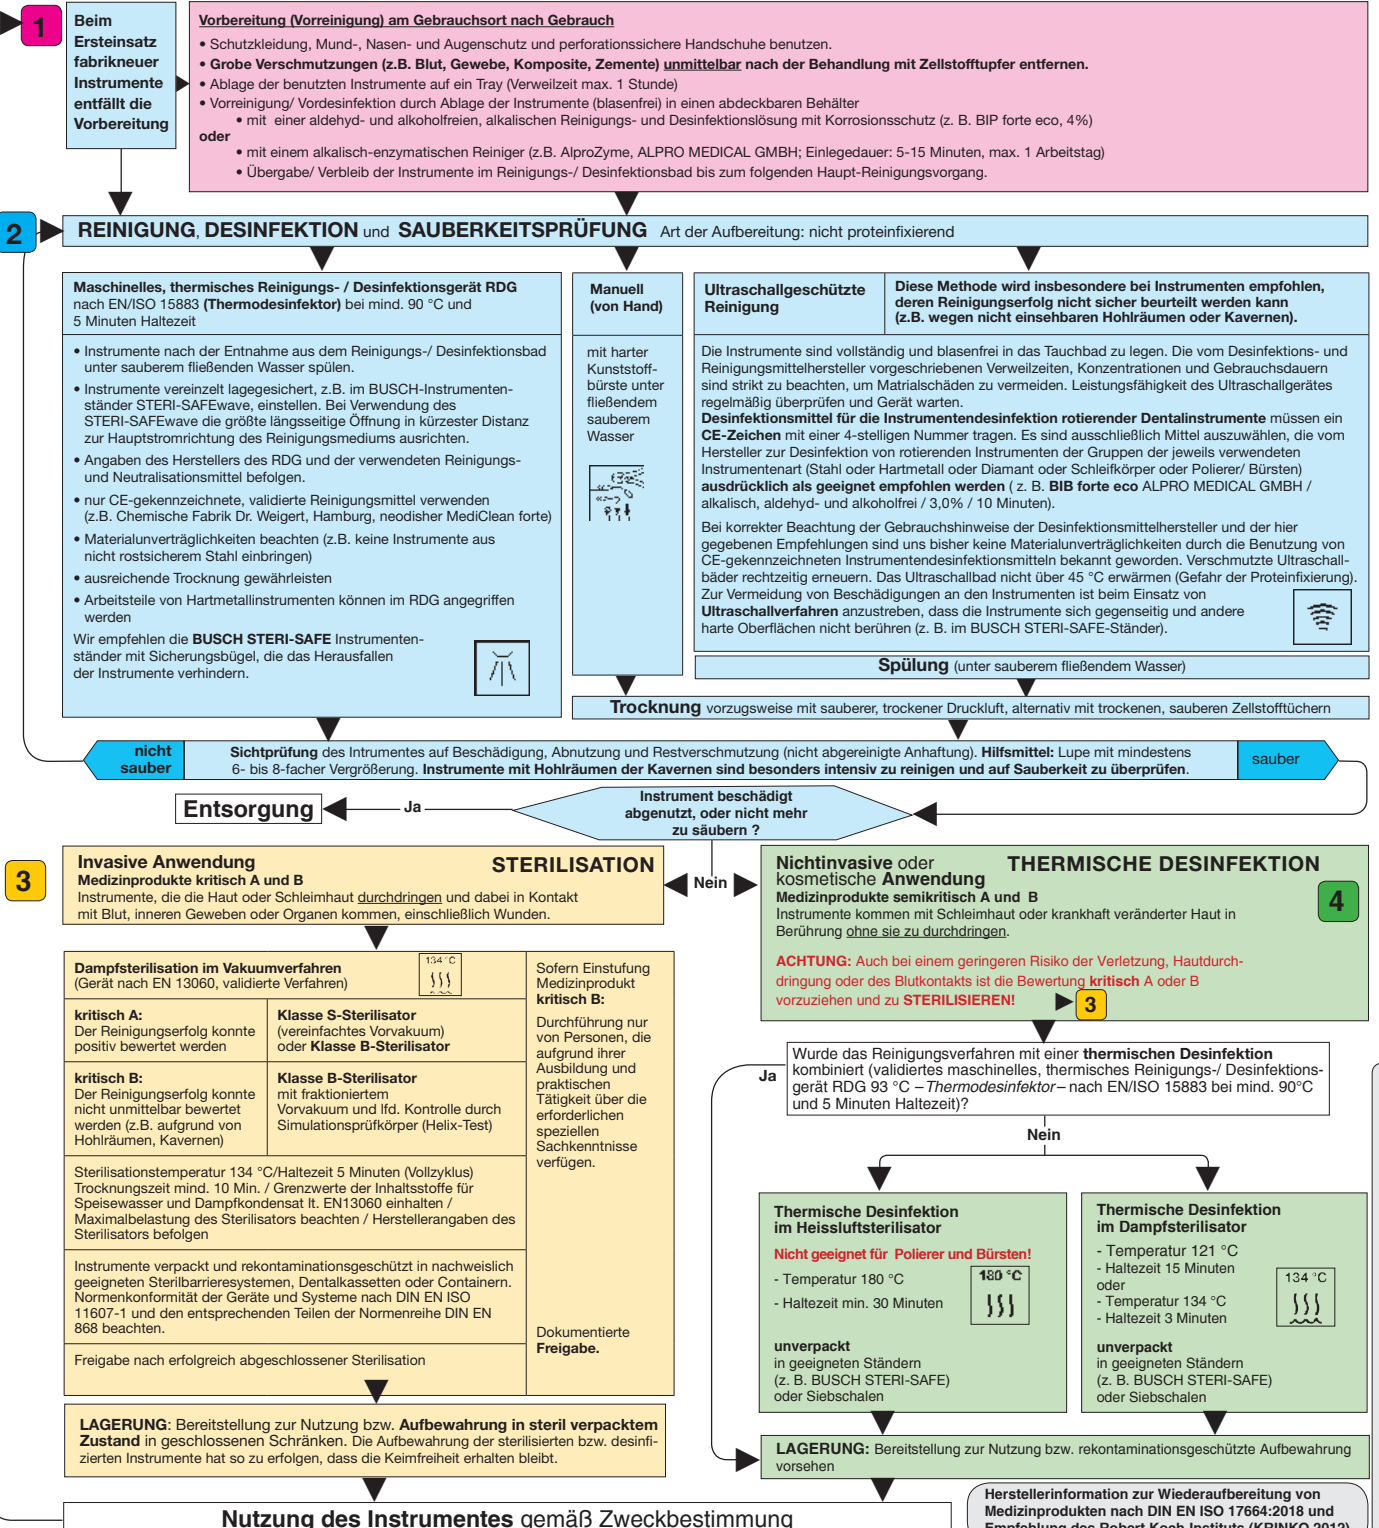 1
Beim
Ersteinsatz
fabrikneuer
Instrumente
entfällt die
Vorbereitung
Vorbereitung (Vorreinigung) am Gebrauchsort nach Gebrauch
• Schutzkleidung, Mund-, Nasen- und Augenschutz und perforationssichere Handschuhe benutzen.
• Grobe Verschmutzungen (z.B. Blut, Gewebe, Komposite, Zemente) unmittelbar nach der Behandlung mit Zellstofftupfer entfernen.
• Ablage der benutzten Instrumente auf ein Tray (Verweilzeit max. 1 Stunde)
• Vorreinigung/ Vordesinfektion durch Ablage der Instrumente (blasenfrei) in einen abdeckbaren Behälter
• mit einer aldehyd- und alkoholfreien, alkalischen Reinigungs- und Desinfektionslösung mit Korrosionsschutz (z. B. BIP forte eco, 4%)
oder
• mit einem alkalisch-enzymatischen Reiniger (z.B. AlproZyme, ALPRO MEDICAL GMBH; Einlegedauer: 5-15 Minuten, max. 1 Arbeitstag)
• Übergabe/ Verbleib der Instrumente im Reinigungs-/ Desinfektionsbad bis zum folgenden Haupt-Reinigungsvorgang.
2
REINIGUNG, DESINFEKTION und SAUBERKEITSPRÜFUNG Art der Aufbereitung: nicht proteinfixierend
Maschinelles, thermisches Reinigungs- / Desinfektionsgerät RDG
nach EN/ISO 15883 (Thermodesinfektor) bei mind. 90 °C und
5 Minuten Haltezeit
• Instrumente nach der Entnahme aus dem Reinigungs-/ Desinfektionsbad
unter sauberem fließenden Wasser spülen.
• Instrumente vereinzelt lagegesichert, z.B. im BUSCH-Instrumenten-
ständer STERI-SAFEwave, einstellen. Bei Verwendung des
STERI-SAFEwave die größte längsseitige Öffnung in kürzester Distanz
zur Hauptstromrichtung des Reinigungsmediums ausrichten.
• Angaben des Herstellers des RDG und der verwendeten Reinigungs-
und Neutralisationsmittel befolgen.
• nur CE-gekennzeichnete, validierte Reinigungsmittel verwenden
(z.B. Chemische Fabrik Dr. Weigert, Hamburg, neodisher MediClean forte)
• Materialunverträglichkeiten beachten (z.B. keine Instrumente aus
nicht rostsicherem Stahl einbringen)
• ausreichende Trocknung gewährleisten
• Arbeitsteile von Hartmetallinstrumenten können im RDG angegriffen
werden
Wir empfehlen die BUSCH STERI-SAFE Instrumenten-
ständer mit Sicherungsbügel, die das Herausfallen
der Instrumente verhindern.
Manuell
(von Hand)
mit harter
Kunststoff-
bürste unter
fließendem
sauberem
Wasser
Ultraschallgeschützte
Reinigung
Diese Methode wird insbesondere bei Instrumenten empfohlen,
deren Reinigungserfolg nicht sicher beurteilt werden kann
(z.B. wegen nicht einsehbaren Hohlräumen oder Kavernen).
Die Instrumente sind vollständig und blasenfrei in das Tauchbad zu legen. Die vom Desinfektions- und
Reinigungsmittelhersteller vorgeschriebenen Verweilzeiten, Konzentrationen und Gebrauchsdauern
sind strikt zu beachten, um Matrialschäden zu vermeiden. Leistungsfähigkeit des Ultraschallgerätes
regelmäßig überprüfen und Gerät warten.
Desinfektionsmittel für die Instrumentendesinfektion rotierender Dentalinstrumente müssen ein
CE-Zeichen mit einer 4-stelligen Nummer tragen. Es sind ausschließlich Mittel auszuwählen, die vom
Hersteller zur Desinfektion von rotierenden Instrumenten der Gruppen der jeweils verwendeten
Instrumentenart (Stahl oder Hartmetall oder Diamant oder Schleifkörper oder Polierer/ Bürsten)
ausdrücklich als geeignet empfohlen werden ( z. B. BIB forte eco ALPRO MEDICAL GMBH /
alkalisch, aldehyd- und alkoholfrei / 3,0% / 10 Minuten).
Bei korrekter Beachtung der Gebrauchshinweise der Desinfektionsmittelhersteller und der hier
gegebenen Empfehlungen sind uns bisher keine Materialunverträglichkeiten durch die Benutzung von
CE-gekennzeichneten Instrumentendesinfektionsmitteln bekannt geworden. Verschmutzte Ultraschall-
bäder rechtzeitig erneuern. Das Ultraschallbad nicht über 45 °C erwärmen (Gefahr der Proteinfixierung).
Zur Vermeidung von Beschädigungen an den Instrumenten ist beim Einsatz von
Ultraschallverfahren anzustreben, dass die Instrumente sich gegenseitig und andere
harte Oberflächen nicht berühren (z. B. im BUSCH STERI-SAFE-Ständer).
Spülung (unter sauberem fließendem Wasser)
Trocknung vorzugsweise mit sauberer, trockener Druckluft, alternativ mit trockenen, sauberen Zellstofftüchern
nicht
sauber
Sichtprüfung des Intrumentes auf Beschädigung, Abnutzung und Restverschmutzung (nicht abgereinigte Anhaftung). Hilfsmittel: Lupe mit mindestens
6- bis 8-facher Vergrößerung. Instrumente mit Hohlräumen der Kavernen sind besonders intensiv zu reinigen und auf Sauberkeit zu überprüfen.
sauber
Entsorgung
Ja
Instrument beschädigt
abgenutzt, oder nicht mehr
zu säubern ?
Nein
3
Invasive Anwendung STERILISATION
Medizinprodukte kritisch A und B
Instrumente, die die Haut oder Schleimhaut durchdringen und dabei in Kontakt
mit Blut, inneren Geweben oder Organen kommen, einschließlich Wunden.
Dampfsterilisation im Vakuumverfahren
(Gerät nach EN 13060, validierte Verfahren)
134 °C
kritisch A:
Der Reinigungserfolg konnte
positiv bewertet werden
Klasse S-Sterilisator
(vereinfachtes Vorvakuum)
oder Klasse B-Sterilisator
kritisch B:
Der Reinigungserfolg konnte
nicht unmittelbar bewertet
werden (z.B. aufgrund von
Hohlräumen, Kavernen)
Klasse B-Sterilisator
mit fraktioniertem
Vorvakuum und lfd. Kontrolle durch
Simulationsprüfkörper (Helix-Test)
Sterilisationstemperatur 134 °C/Haltezeit 5 Minuten (Vollzyklus)
Trocknungszeit mind. 10 Min. / Grenzwerte der Inhaltsstoffe für
Speisewasser und Dampfkondensat lt. EN13060 einhalten /
Maximalbelastung des Sterilisators beachten / Herstellerangaben des
Sterilisators befolgen
Instrumente verpackt und rekontaminationsgeschützt in nachweislich
geeigneten Sterilbarrieresystemen, Dentalkassetten oder Containern.
Normenkonformität der Geräte und Systeme nach DIN EN ISO
11607-1 und den entsprechenden Teilen der Normenreihe DIN EN
868 beachten.
Freigabe nach erfolgreich abgeschlossener Sterilisation
Sofern Einstufung
Medizinprodukt
kritisch B:
Durchführung nur
von Personen, die
aufgrund ihrer
Ausbildung und
praktischen
Tätigkeit über die
erforderlichen
speziellen
Sachkenntnisse
verfügen.
Dokumentierte
Freigabe.
LAGERUNG: Bereitstellung zur Nutzung bzw. Aufbewahrung in steril verpacktem
Zustand in geschlossenen Schränken. Die Aufbewahrung der sterilisierten bzw. desinfi-
zierten Instrumente hat so zu erfolgen, dass die Keimfreiheit erhalten bleibt.
Nichtinvasive oder THERMISCHE DESINFEKTION
kosmetische Anwendung
Medizinprodukte semikritisch A und B
Instrumente kommen mit Schleimhaut oder krankhaft veränderter Haut in
Berührung ohne sie zu durchdringen.
4
ACHTUNG: Auch bei einem geringeren Risiko der Verletzung, Hautdurch-
dringung oder des Blutkontakts ist die Bewertung kritisch A oder B
vorzuziehen und zu STERILISIEREN!
3
Wurde das Reinigungsverfahren mit einer thermischen Desinfektion
kombiniert (validiertes maschinelles, thermisches Reinigungs-/ Desinfektions-
gerät RDG 93 °C – Thermodesinfektor – nach EN/ISO 15883 bei mind. 90°C
und 5 Minuten Haltezeit)?
Ja
Nein
Thermische Desinfektion
im Heissluftsterilisator
Nicht geeignet für Polierer und Bürsten!
- Temperatur 180 °C
- Haltezeit min. 30 Minuten
180 °C
unverpackt
in geeigneten Ständern
(z. B. BUSCH STERI-SAFE)
oder Siebschalen
Thermische Desinfektion
im Dampfsterilisator
- Temperatur 121 °C
- Haltezeit 15 Minuten
oder
- Temperatur 134 °C
- Haltezeit 3 Minuten
134 °C
unverpackt
in geeigneten Ständern
(z. B. BUSCH STERI-SAFE)
oder Siebschalen
LAGERUNG: Bereitstellung zur Nutzung bzw. rekontaminationsgeschützte Aufbewahrung
vorsehen
Nutzung des Instrumentes gemäß Zweckbestimmung
Herstellerinformation zur Wiederaufbereitung von
Medizinprodukten nach DIN EN ISO 17664:2018 und
Empfehlung des Robert Koch Instituts (KRINKO 2012)